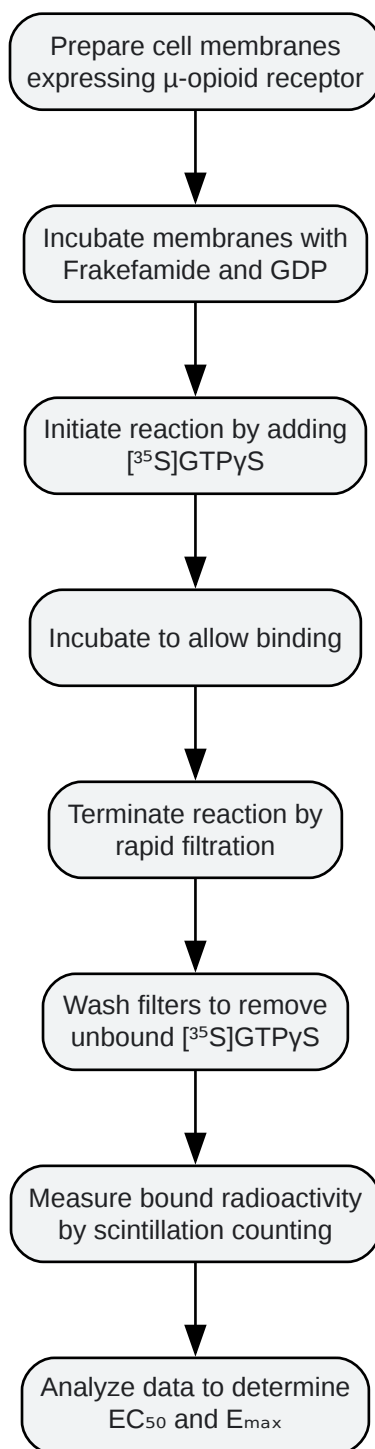 Prepare cell membranes
expressing μ-opioid receptor
Incubate membranes with
Frakefamide and GDP
Initiate reaction by adding
[³⁵S]GTPγS
Incubate to allow binding
Terminate reaction by
rapid filtration
Wash filters to remove
unbound [³⁵S]GTPγS
Measure bound radioactivity
by scintillation counting
Analyze data to determine
EC₅₀ and Eₘₐₓ